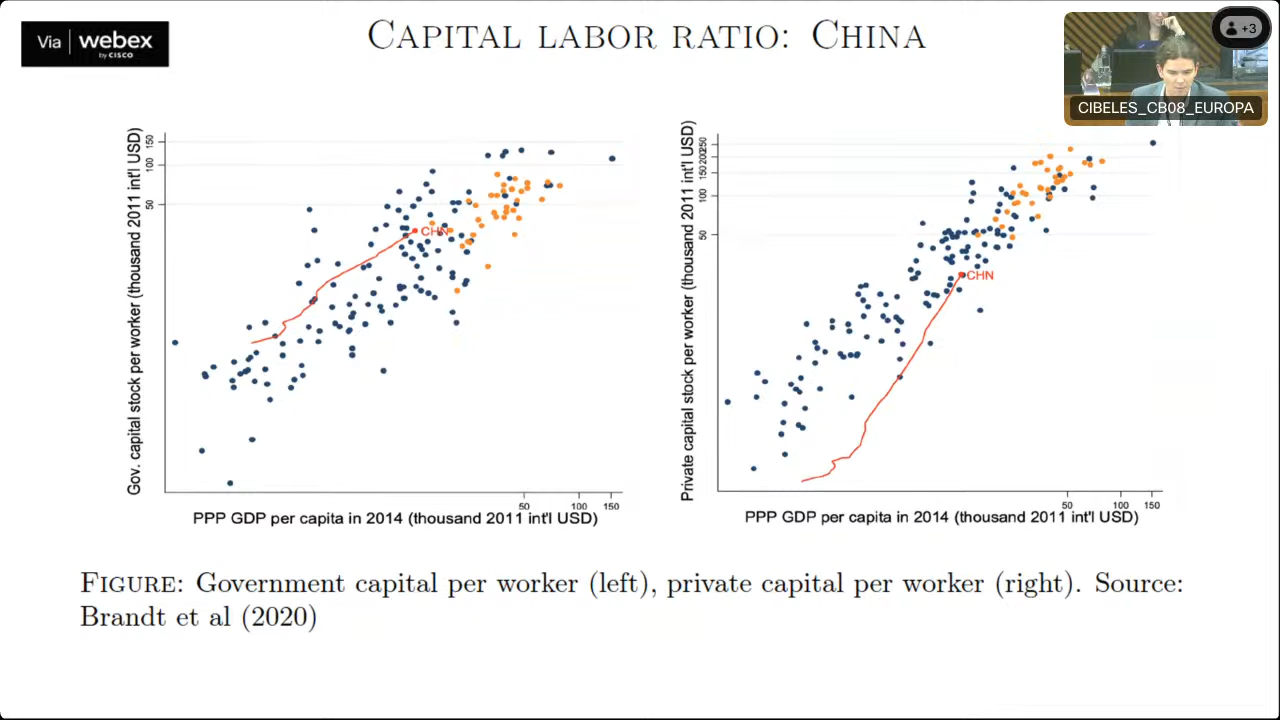 Via webex
by CISCO
CAPITAL LABOR RATIO: CHINA
+3
CIBELES_CB08_EUROPA
Gov. capital stock per worker (thousand 2011 int'l USD)
150
100
50
CHN
50 100 150
PPP GDP per capita in 2014 (thousand 2011 int'l USD)
Private capital stock per worker (thousand 2011 int'l USD)
250
200
150
100
50
CHN
50 100 150
PPP GDP per capita in 2014 (thousand 2011 int'l USD)
FIGURE: Government capital per worker (left), private capital per worker (right). Source:
Brandt et al (2020)